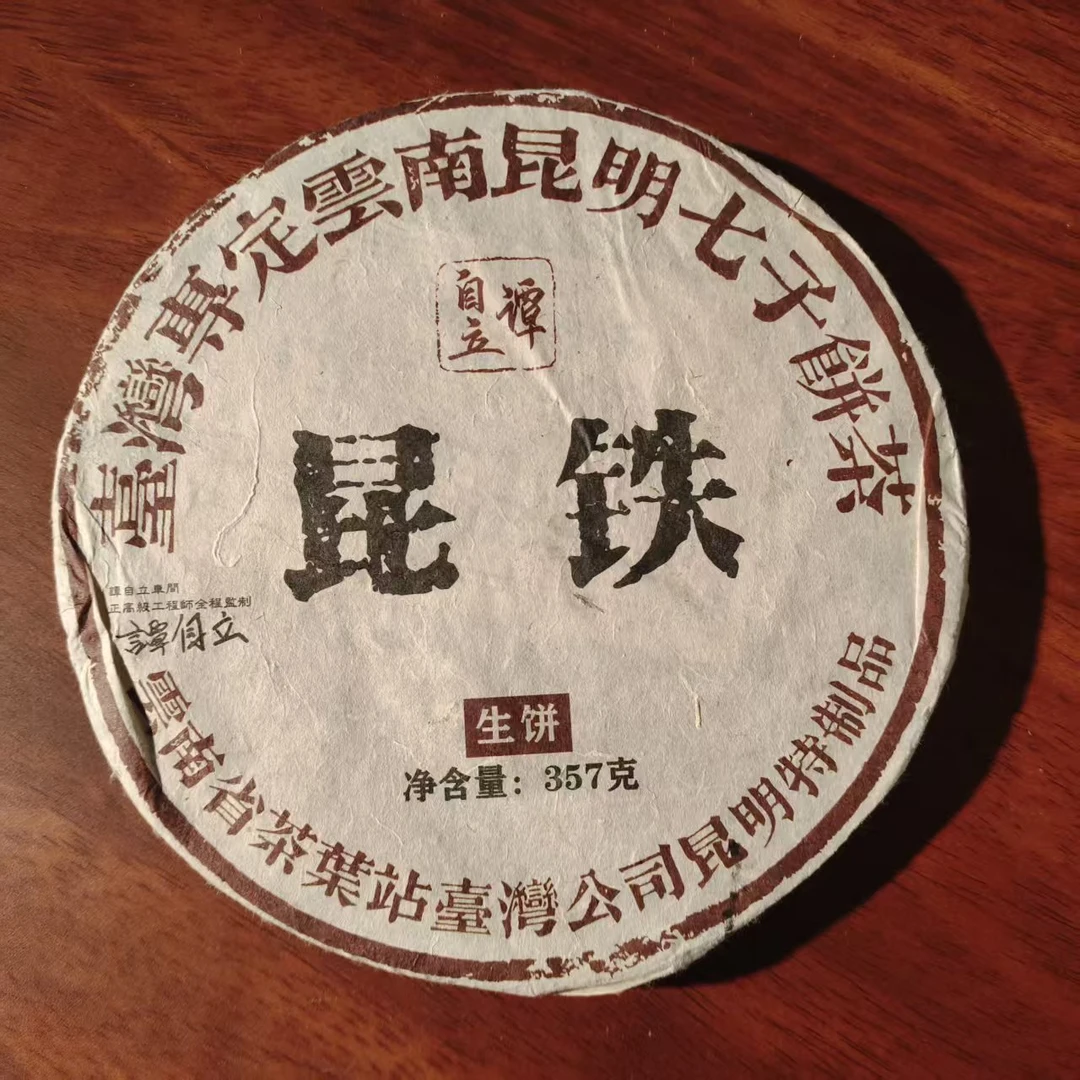 臺灣專定雲南昆明七子餅茶
谭
自立
昆铁
譚自立車間
正高級工程師全程監制
譚自立
生饼
净含量：357克
雲南省茶葉站臺灣公司昆明特制品